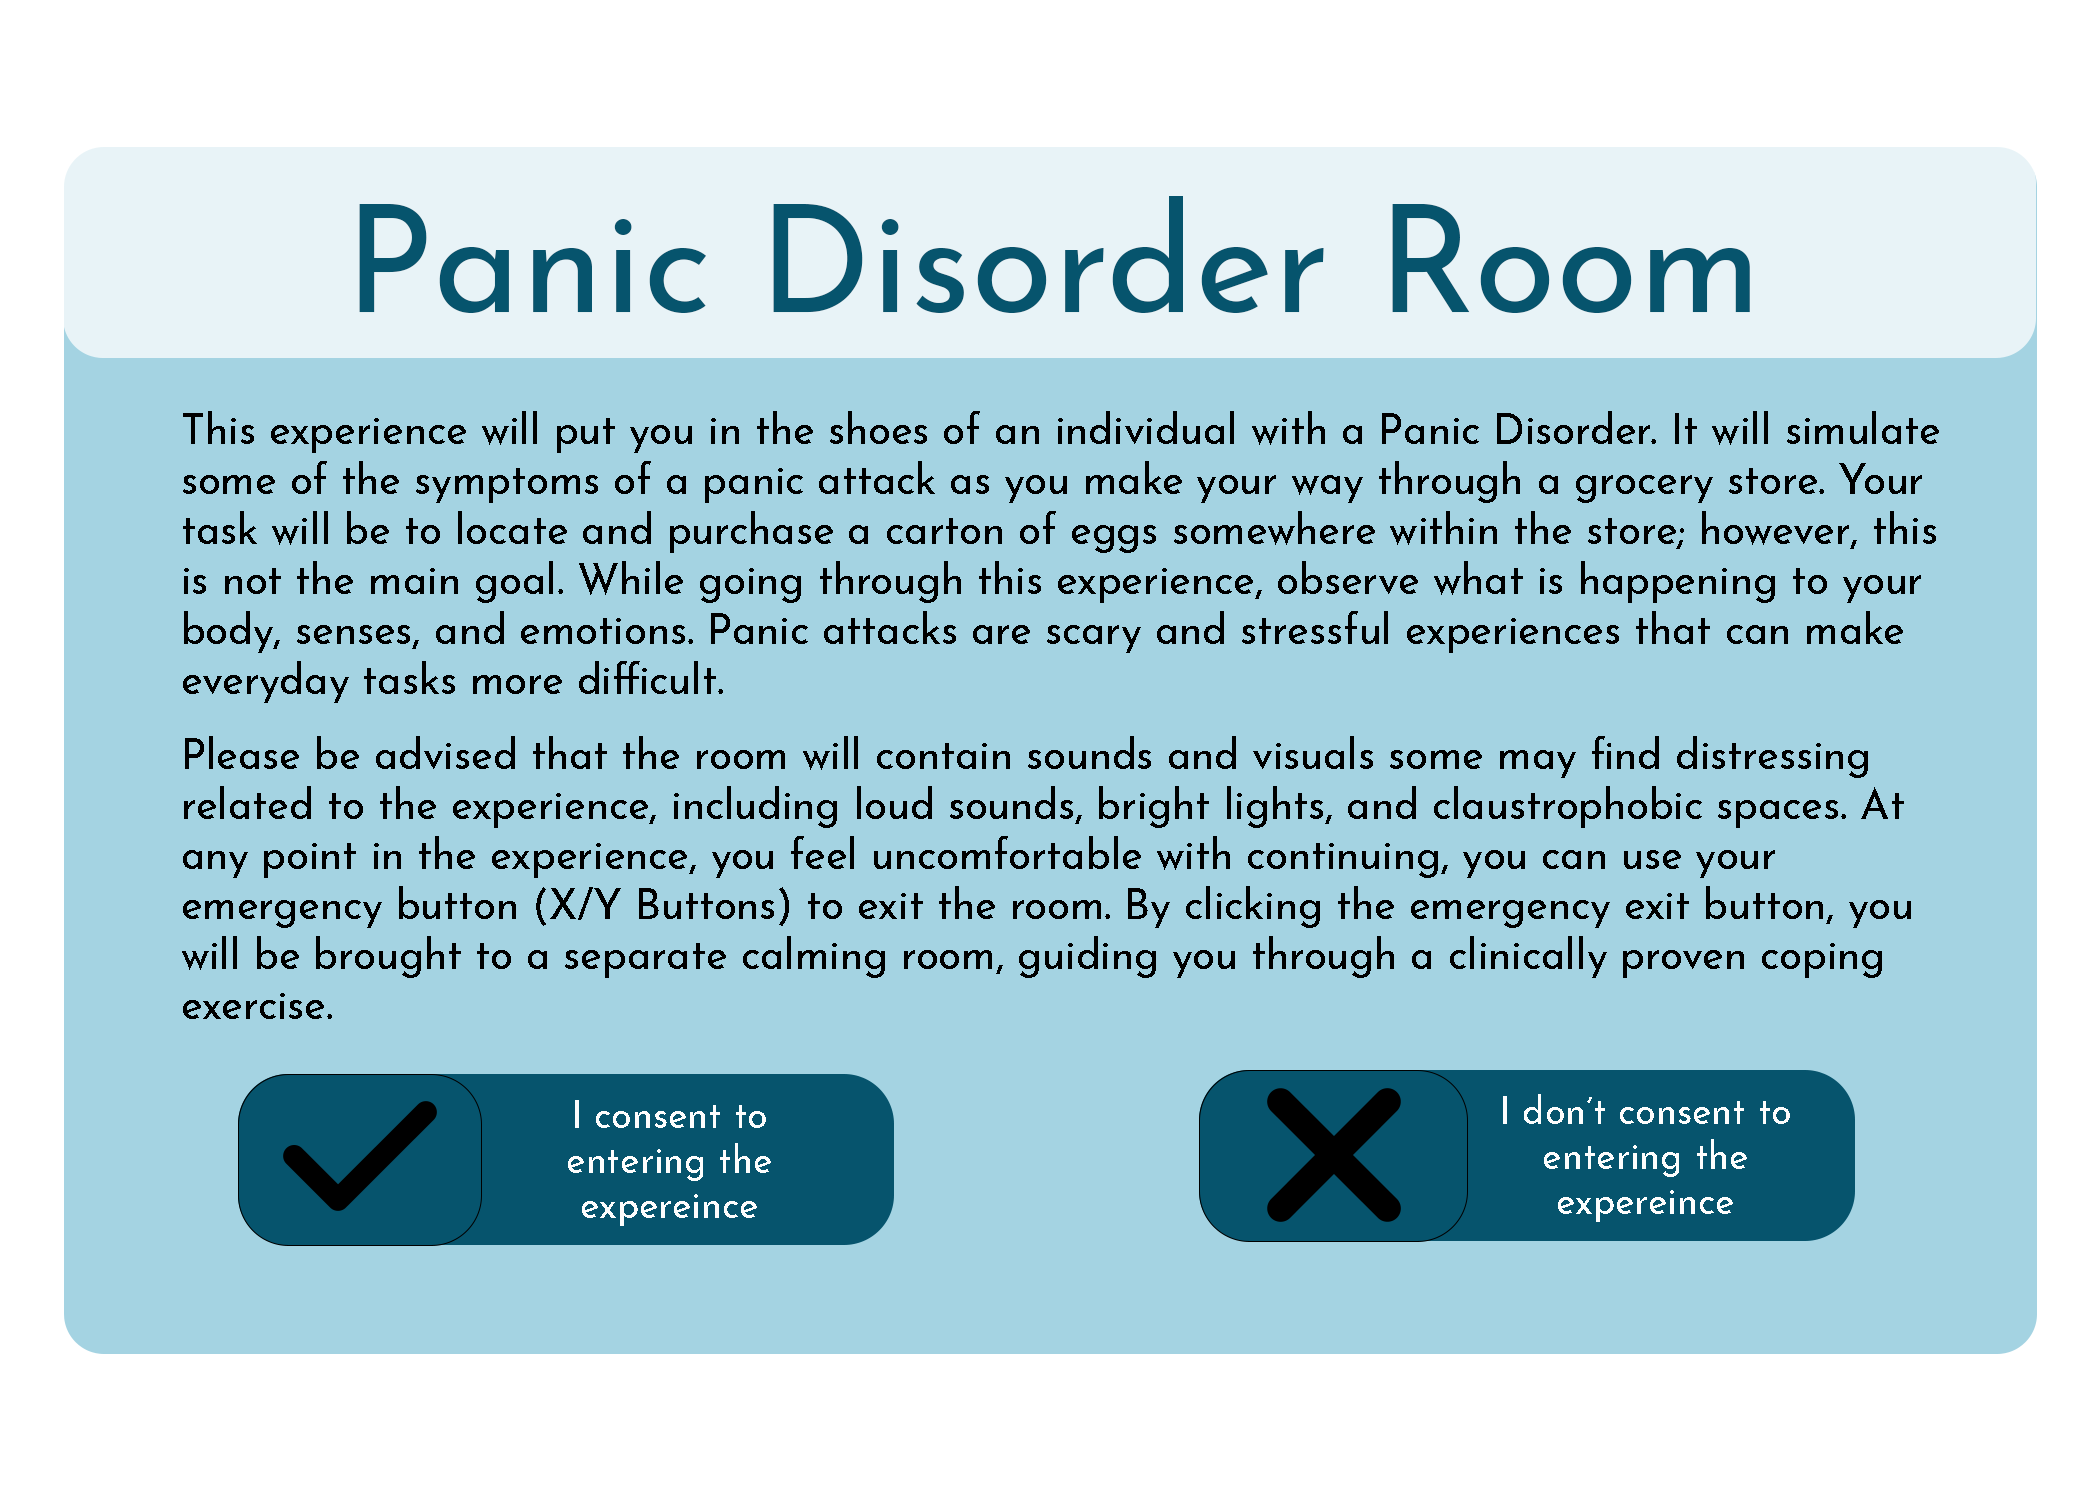 Panic Disorder Room
This experience will put you in the shoes of an individual with a Panic Disorder. It will simulate
some of the symptoms of a panic attack as you make your way through a grocery store. Your
task will be to locate and purchase a carton of eggs somewhere within the store; however, this
is not the main goal. While going through this experience, observe what is happening to your
body, senses, and emotions. Panic attacks are scary and stressful experiences that can make
everyday tasks more difficult.
Please be advised that the room will contain sounds and visuals some may find distressing
related to the experience, including loud sounds, bright lights, and claustrophobic spaces. At
any point in the experience, you feel uncomfortable with continuing, you can use your
emergency button (X/Y Buttons) to exit the room. By clicking the emergency exit button, you
will be brought to a separate calming room, guiding you through a clinically proven coping
exercise.
I consent to
entering the
expereince
I don't consent to
entering the
expereince